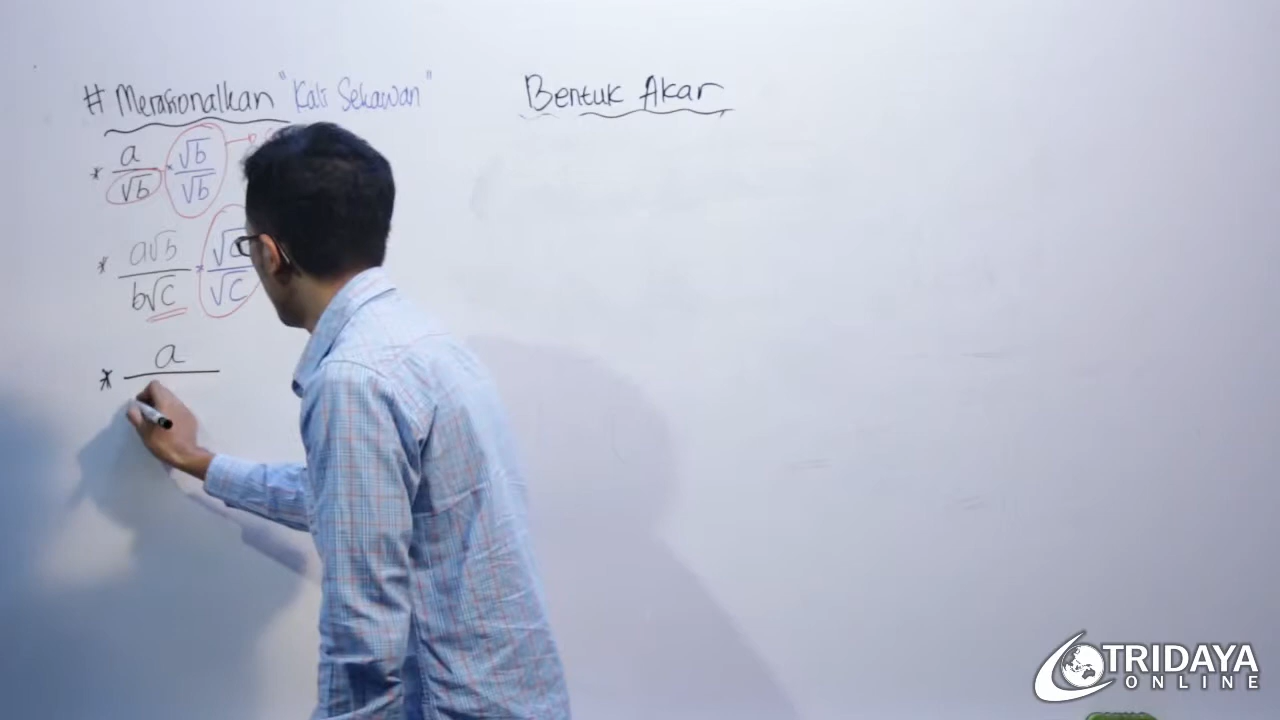 # Merasionalkan "Kali Sekawan"
Bentuk Akar
* a/√b × √b/√b
* a√b/b√c × √c/√c
* a
TRIDAYA
ONLINE